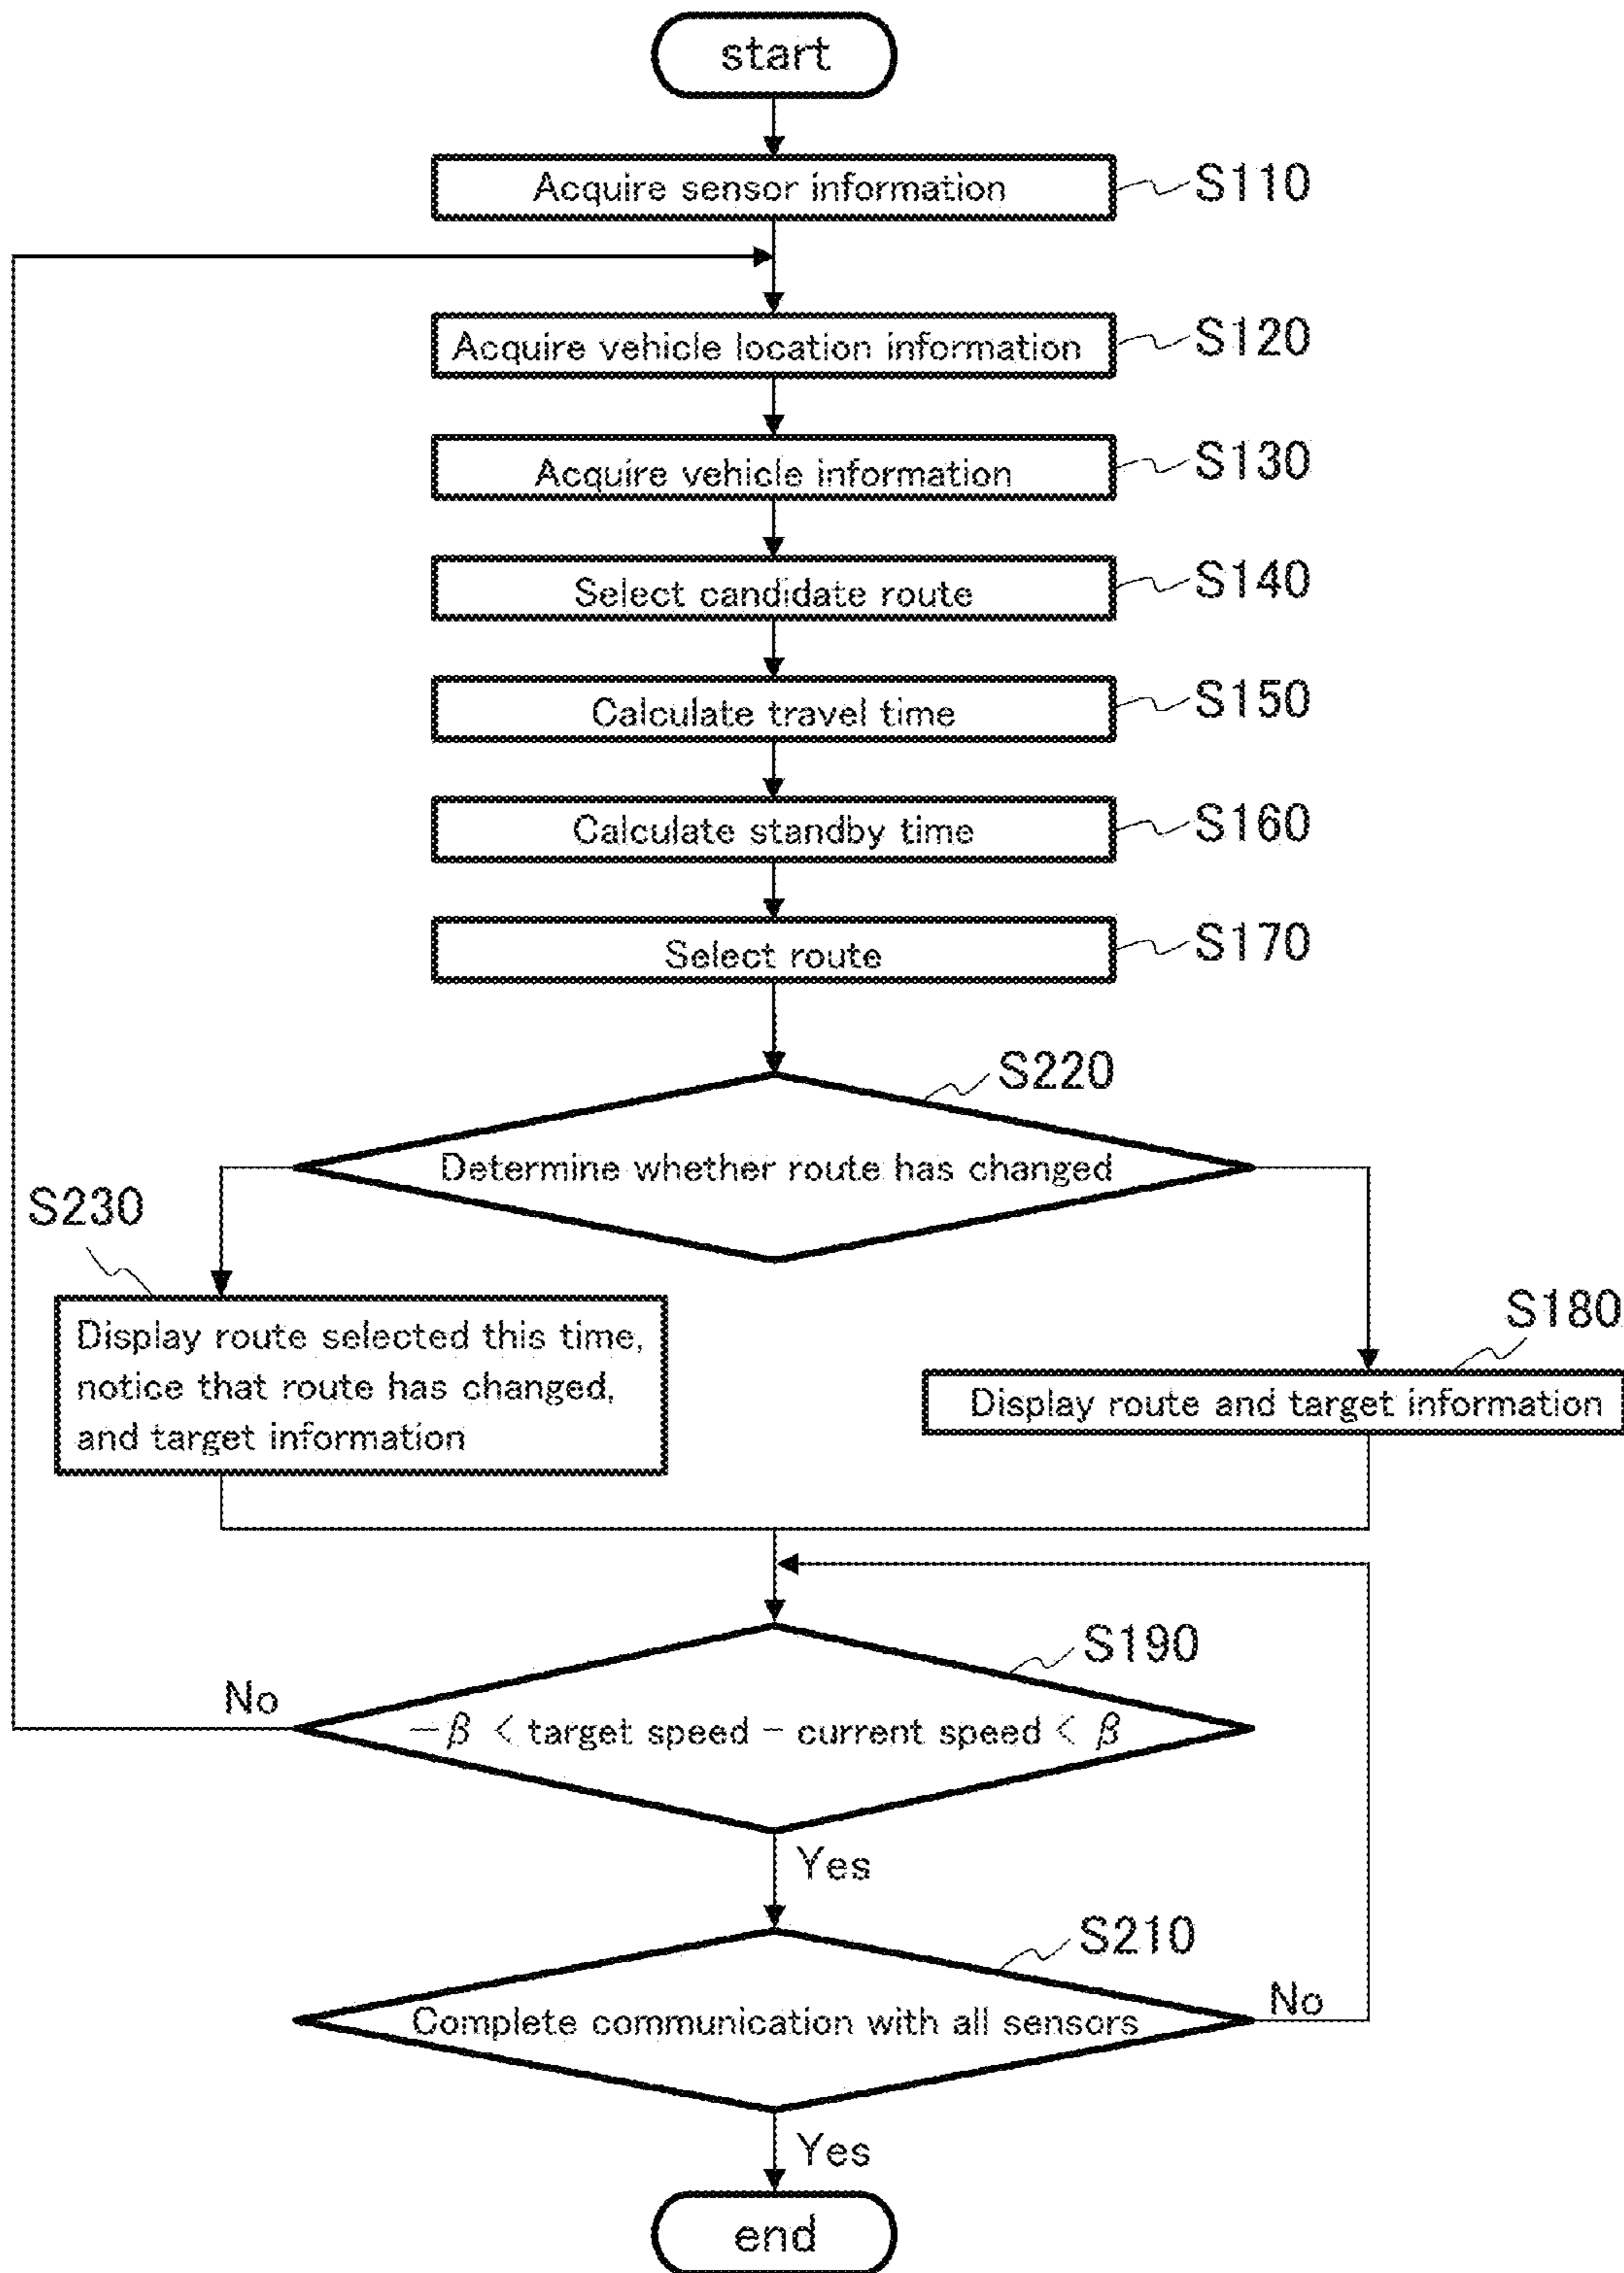 start
Acquire sensor information
S110
Acquire vehicle location information
S120
Acquire vehicle information
S130
Select candidate route
S140
Calculate travel time
S150
Calculate standby time
S160
Select route
S170
S220
Determine whether route has changed
S230
Display route selected this time,
notice that route has changed,
and target information
S180
Display route and target information
S190
No
−β < target speed − current speed < β
Yes
S210
Complete communication with all sensors
No
Yes
end